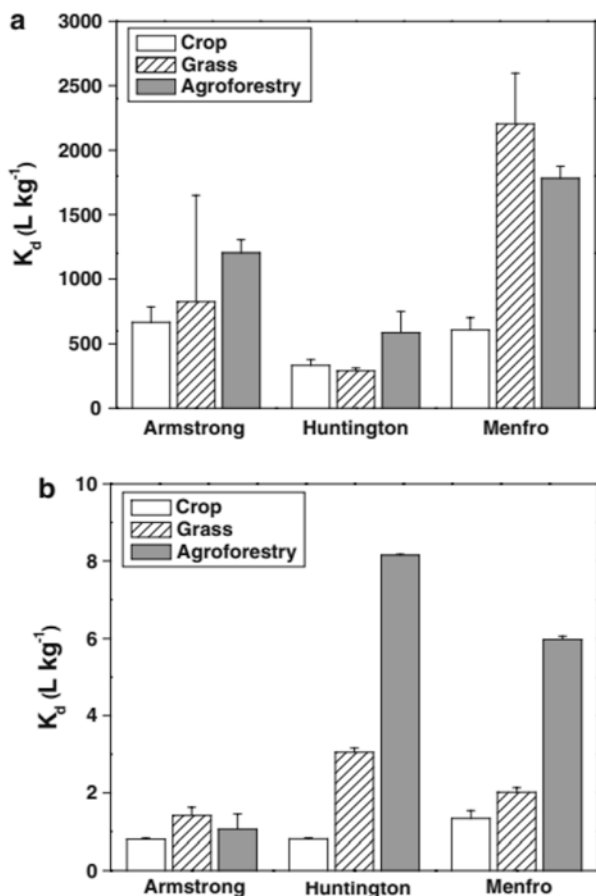 a
3000
2500
2000
1500
1000
500
0
Kd (L kg-1)
Crop
Grass
Agroforestry
Armstrong Huntington Menfro
b
10
8
6
4
2
0
Kd (L kg-1)
Crop
Grass
Agroforestry
Armstrong Huntington Menfro